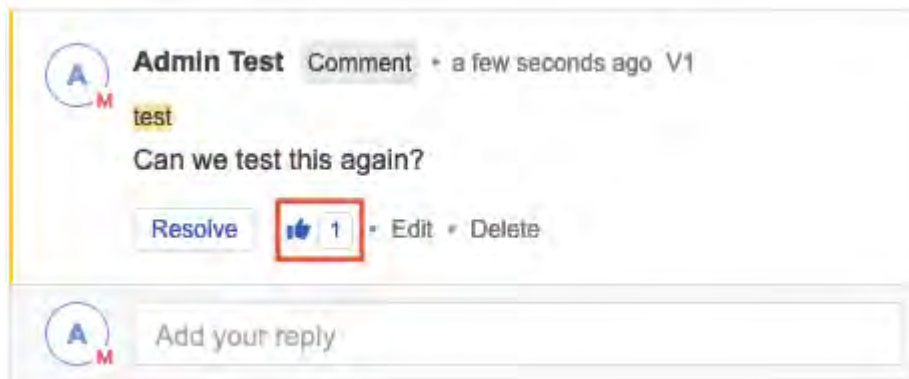 A M Admin Test Comment • a few seconds ago V1
test
Can we test this again?
Resolve 1 • Edit • Delete
A M Add your reply